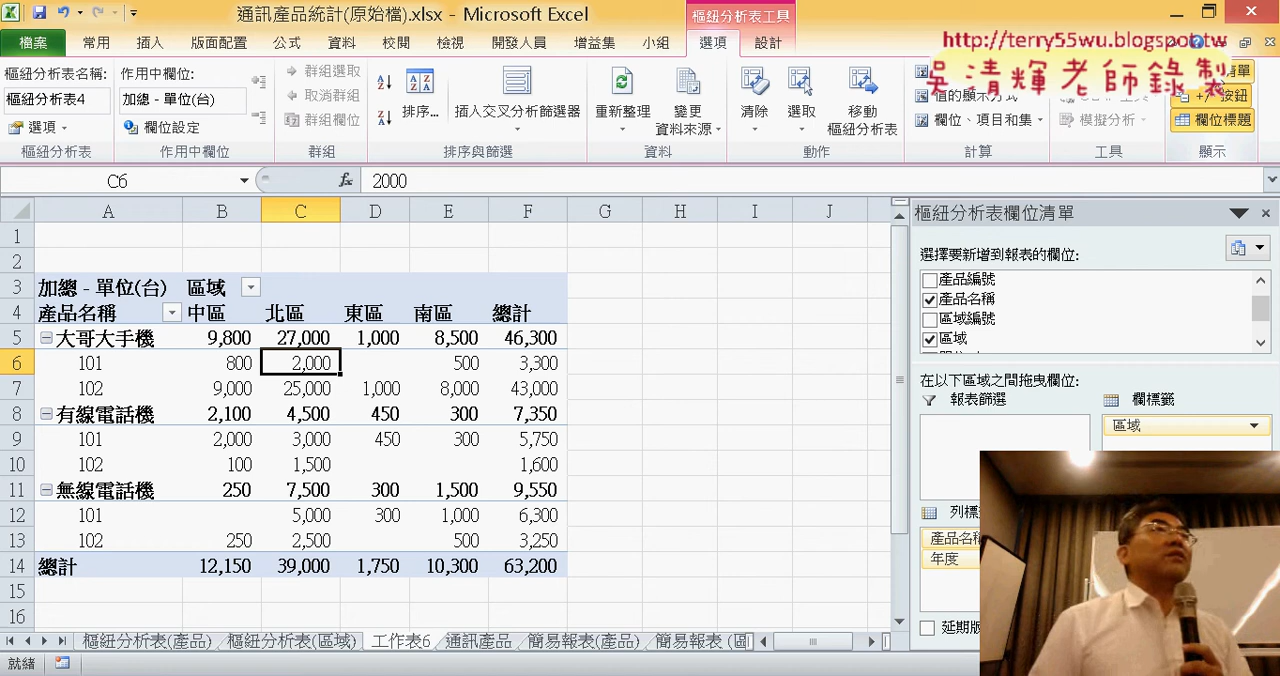 通訊產品統計(原始檔).xlsx - Microsoft Excel
樞紐分析表工具
檔案 常用 插入 版面配置 公式 資料 校閱 檢視 開發人員 增益集 小組 選項 設計
http://terry55wu.blogspot.tw
吳清輝老師錄製
樞紐分析表名稱: 作用中欄位: 群組選取 清單
樞紐分析表4 加總 - 單位(台) 取消群組 值的顯示方式 +/- 按鈕
選項 欄位設定 群組欄位 排序... 插入交叉分析篩選器 重新整理 變更 資料來源 清除 選取 移動 樞紐分析表 欄位、項目和集 模擬分析 欄位標題
樞紐分析表 作用中欄位 群組 排序與篩選 資料 動作 計算 工具 顯示
C6 fx 2000
A B C D E F G H I J
1
2
3 加總 - 單位(台) 區域
4 產品名稱 中區 北區 東區 南區 總計
5 大哥大手機 9,800 27,000 1,000 8,500 46,300
6 101 800 2,000 500 3,300
7 102 9,000 25,000 1,000 8,000 43,000
8 有線電話機 2,100 4,500 450 300 7,350
9 101 2,000 3,000 450 300 5,750
10 102 100 1,500 1,600
11 無線電話機 250 7,500 300 1,500 9,550
12 101 5,000 300 1,000 6,300
13 102 250 2,500 500 3,250
14 總計 12,150 39,000 1,750 10,300 63,200
15
16
樞紐分析表(產品) 樞紐分析表(區域) 工作表6 通訊產品 簡易報表(產品) 簡易報表(區
就緒
樞紐分析表欄位清單
選擇要新增到報表的欄位:
產品編號
產品名稱
區域編號
區域
在以下區域之間拖曳欄位:
報表篩選 欄標籤
區域
列標
產品名稱
年度
延期版